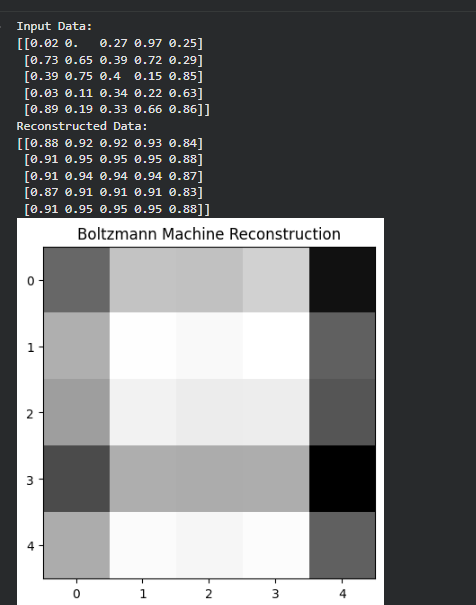 Input Data:
[[0.02 0.   0.27 0.97 0.25]
 [0.73 0.65 0.39 0.72 0.29]
 [0.39 0.75 0.4  0.15 0.85]
 [0.03 0.11 0.34 0.22 0.63]
 [0.89 0.19 0.33 0.66 0.86]]
Reconstructed Data:
[[0.88 0.92 0.92 0.93 0.84]
 [0.91 0.95 0.95 0.95 0.88]
 [0.91 0.94 0.94 0.94 0.87]
 [0.87 0.91 0.91 0.91 0.83]
 [0.91 0.95 0.95 0.95 0.88]]
Boltzmann Machine Reconstruction
0
1
2
3
4
0 1 2 3 4